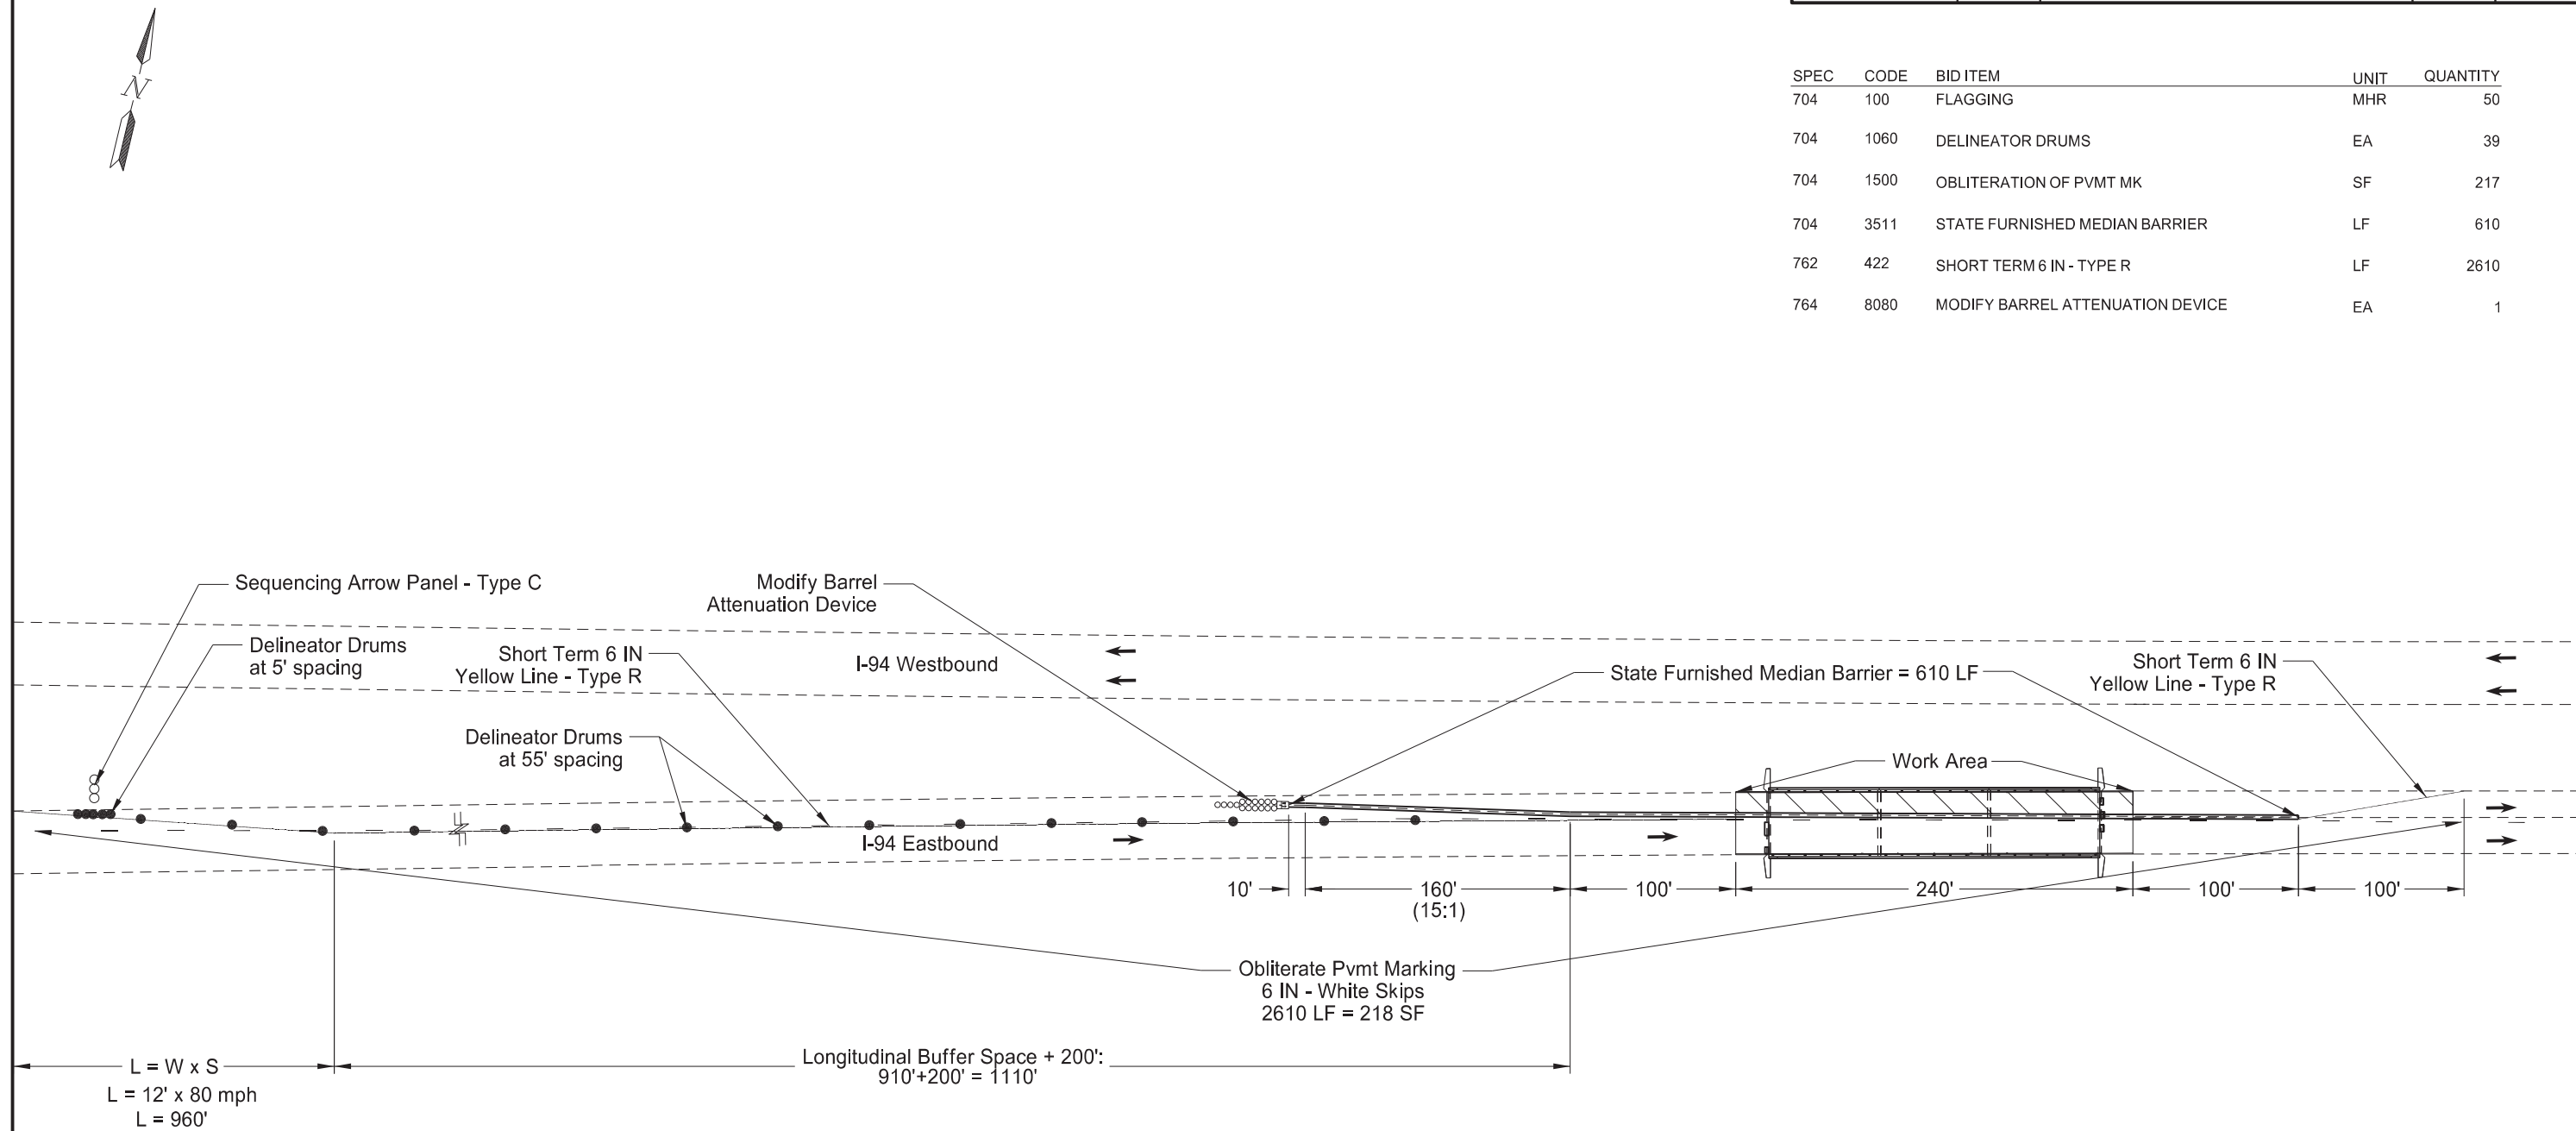 N
SPEC CODE BID ITEM UNIT QUANTITY
704 100 FLAGGING MHR 50
704 1060 DELINEATOR DRUMS EA 39
704 1500 OBLITERATION OF PVMT MK SF 217
704 3511 STATE FURNISHED MEDIAN BARRIER LF 610
762 422 SHORT TERM 6 IN - TYPE R LF 2610
764 8080 MODIFY BARREL ATTENUATION DEVICE EA 1
Sequencing Arrow Panel - Type C
Modify Barrel
Attenuation Device
Delineator Drums
at 5' spacing
Short Term 6 IN
Yellow Line - Type R
I-94 Westbound
State Furnished Median Barrier = 610 LF
Short Term 6 IN
Yellow Line - Type R
Delineator Drums
at 55' spacing
Work Area
I-94 Eastbound
10' 160' 100' 240' 100' 100'
(15:1)
Obliterate Pvmt Marking
6 IN - White Skips
2610 LF = 218 SF
L = W x S
L = 12' x 80 mph
L = 960'
Longitudinal Buffer Space + 200':
910'+200' = 1110'